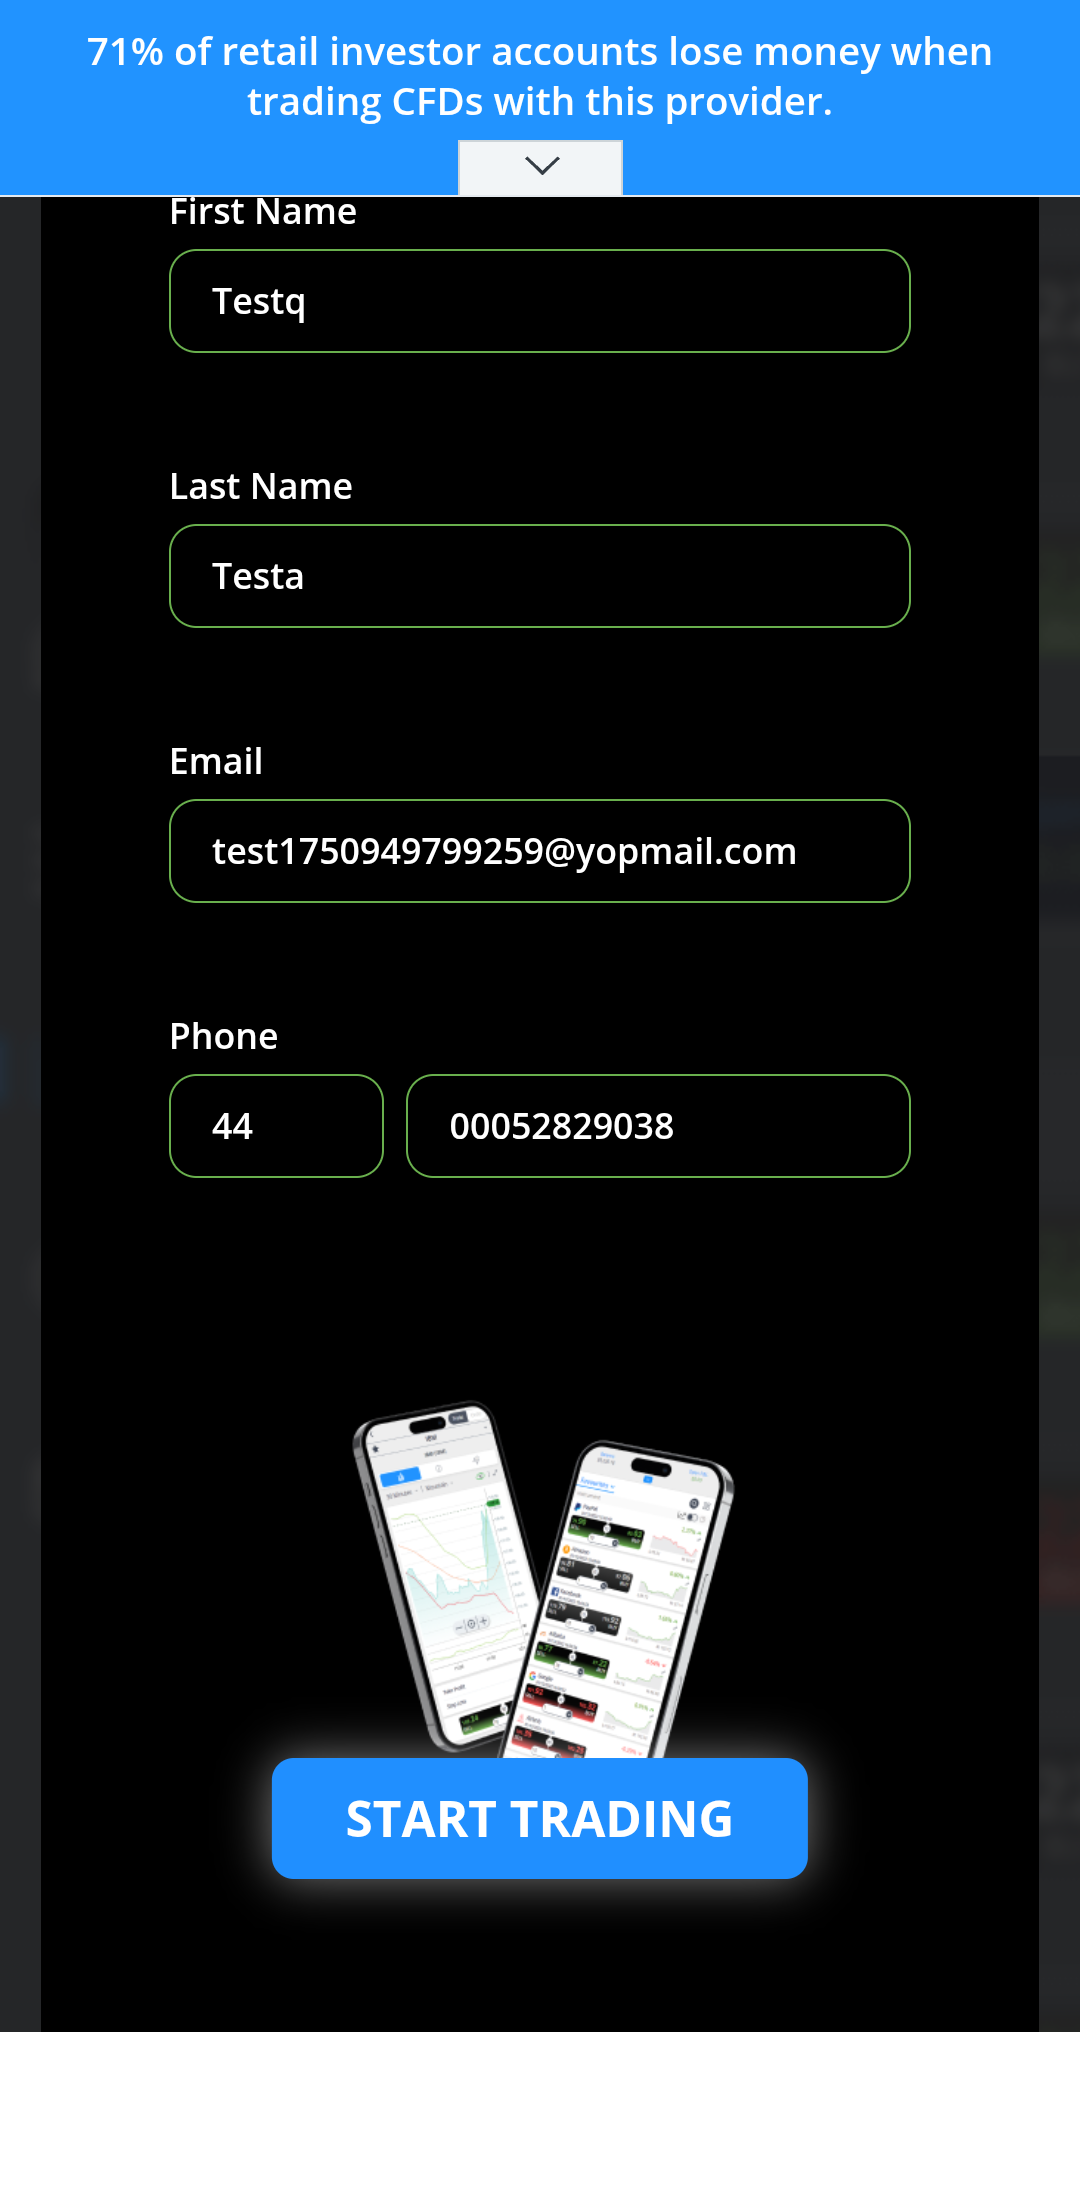 71% of retail investor accounts lose money when
trading CFDs with this provider.
First Name
Testq
Last Name
Testa
Email
test1750949799259@yopmail.com
Phone
44
00052829038
START TRADING